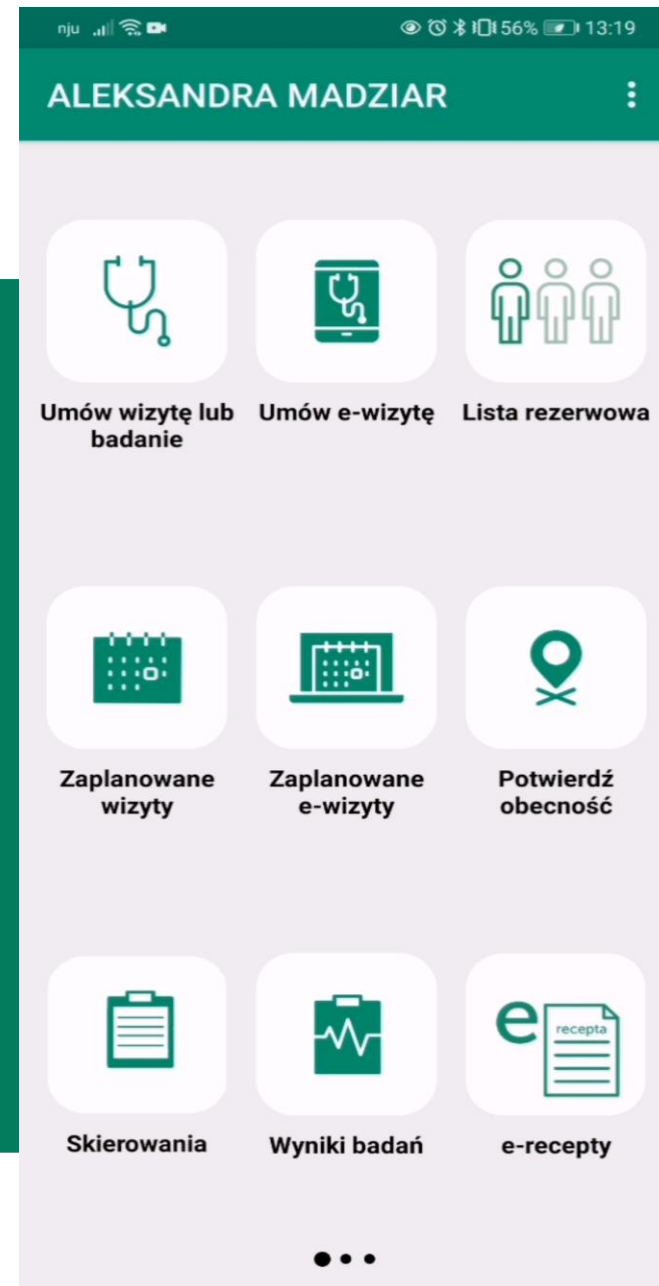 nju 56% 13:19
ALEKSANDRA MADZIAR
Umów wizytę lub
badanie
Umów e-wizytę
Lista rezerwowa
Zaplanowane
wizyty
Zaplanowane
e-wizyty
Potwierdź
obecność
Skierowania
Wyniki badań
e
recepta
e-recepty